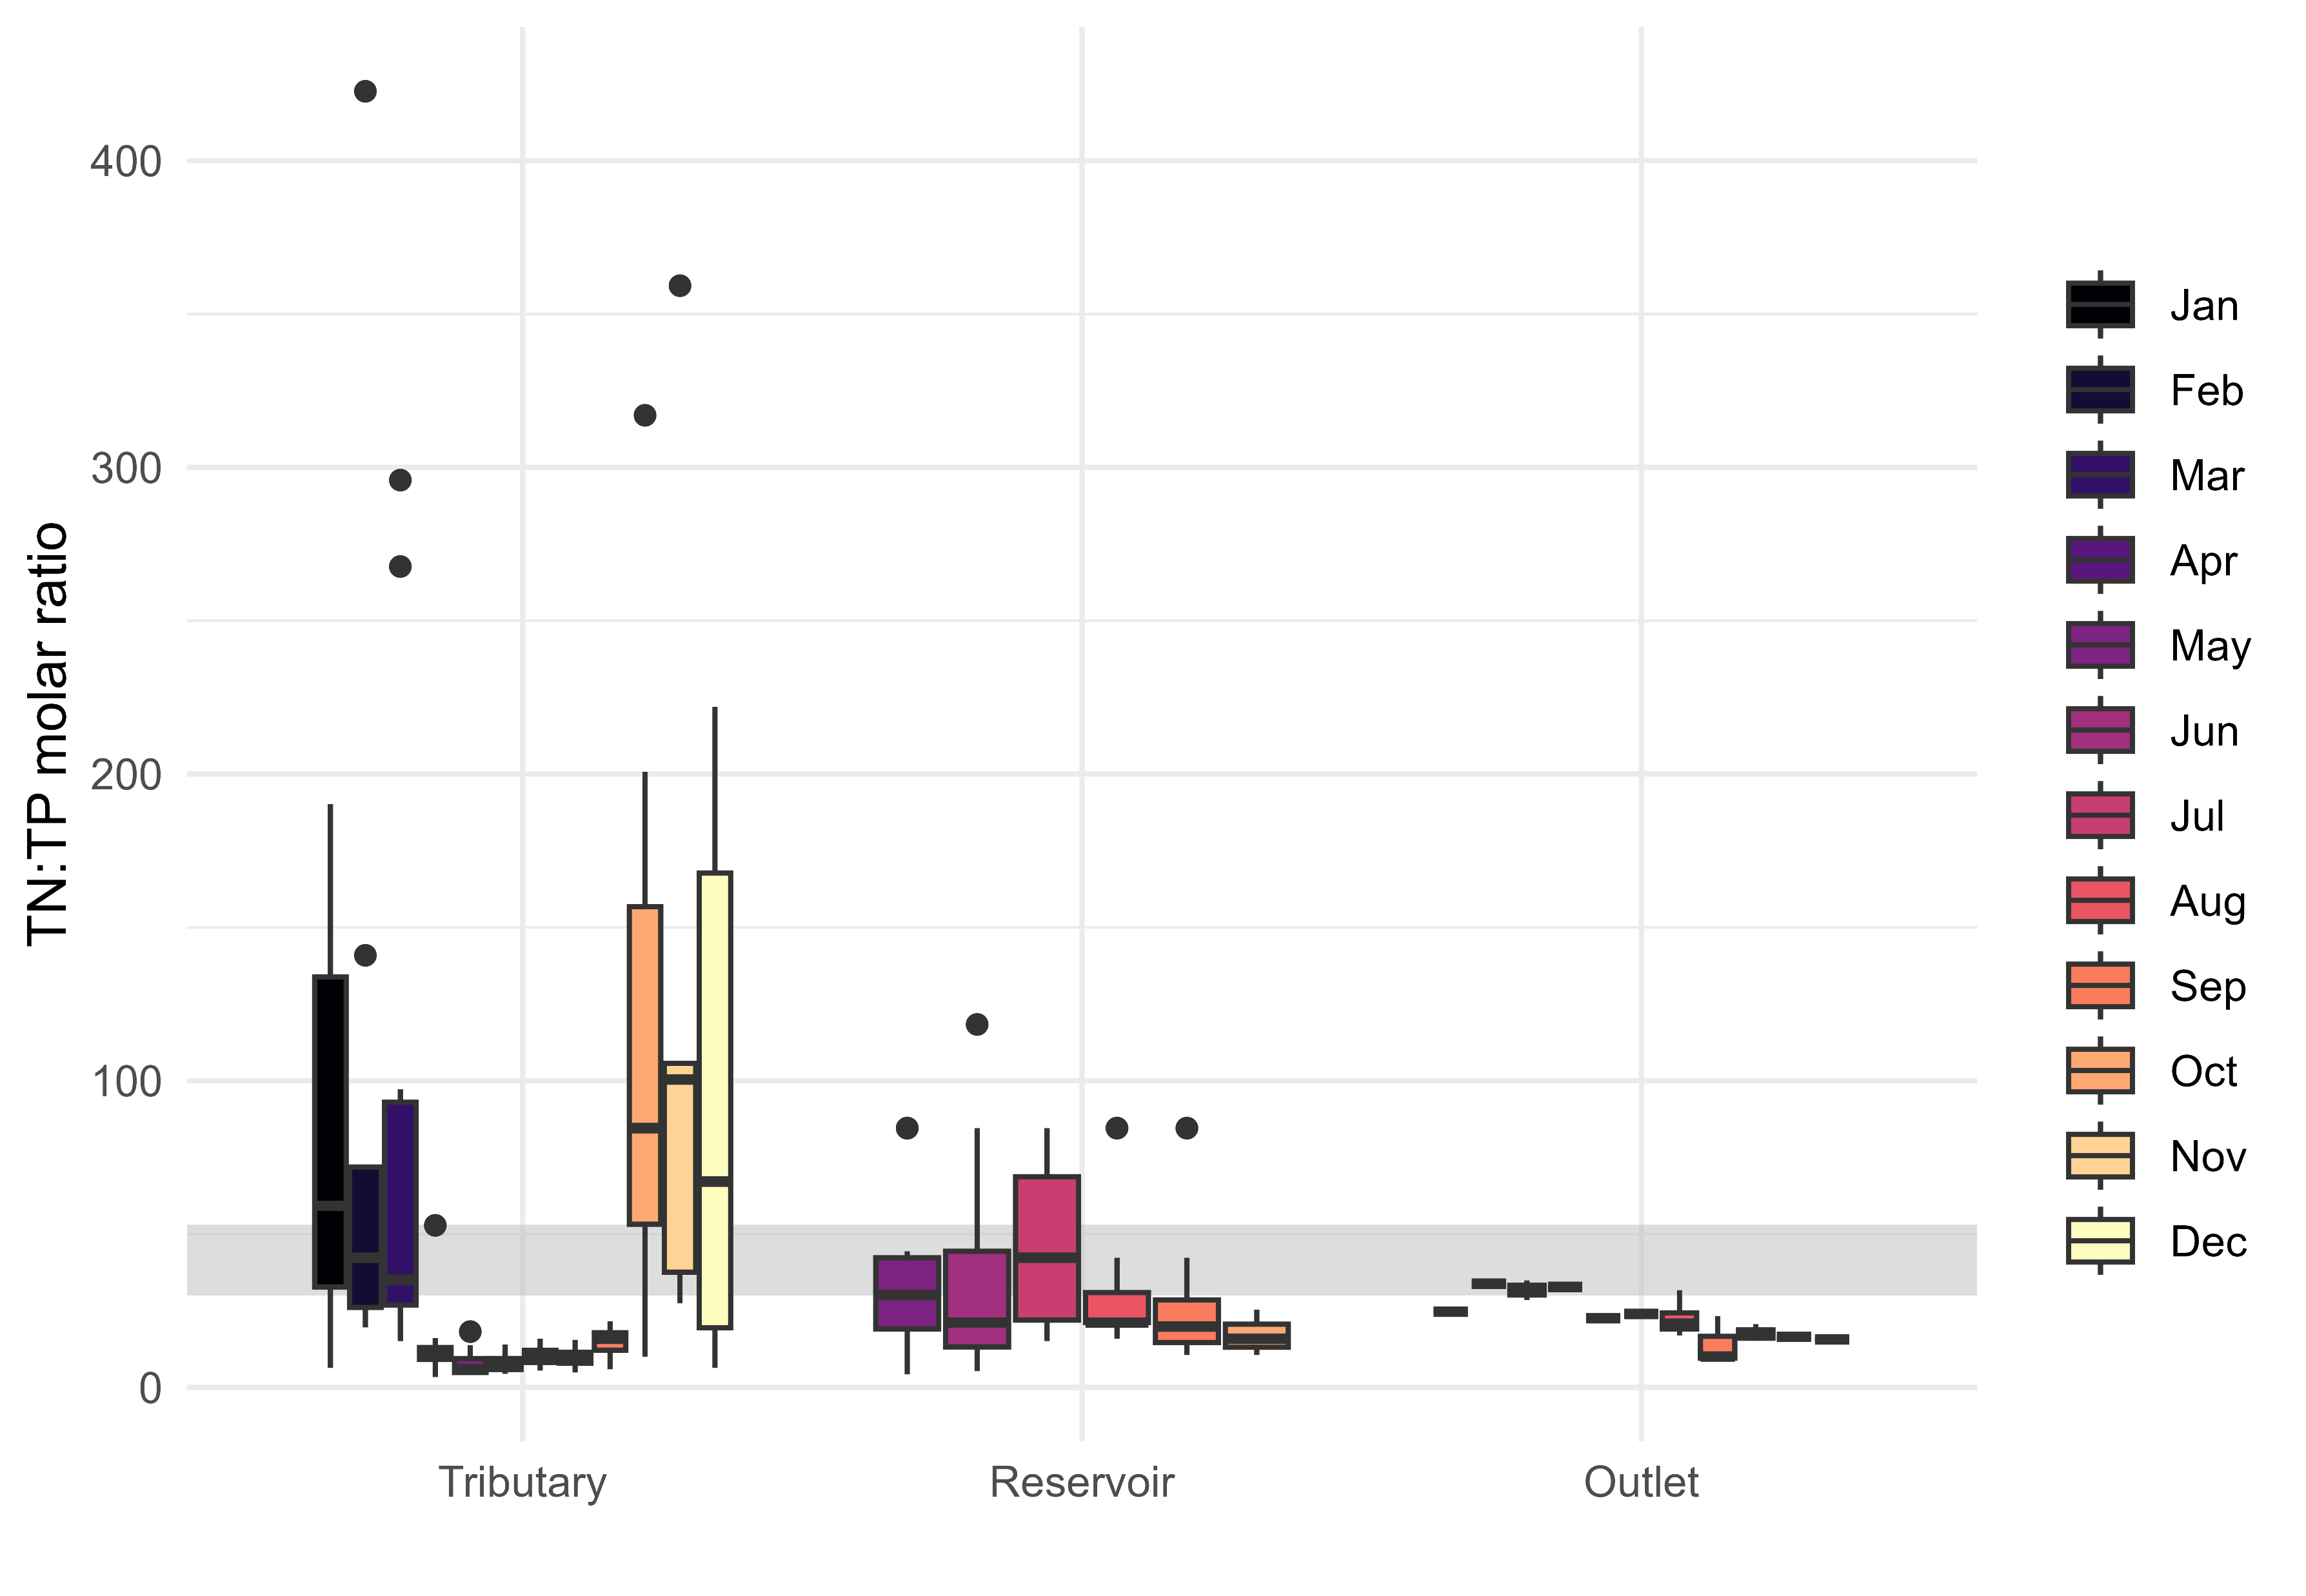 TN:TP molar ratio
400
300
200
100
0
Tributary
Reservoir
Outlet
Jan
Feb
Mar
Apr
May
Jun
Jul
Aug
Sep
Oct
Nov
Dec